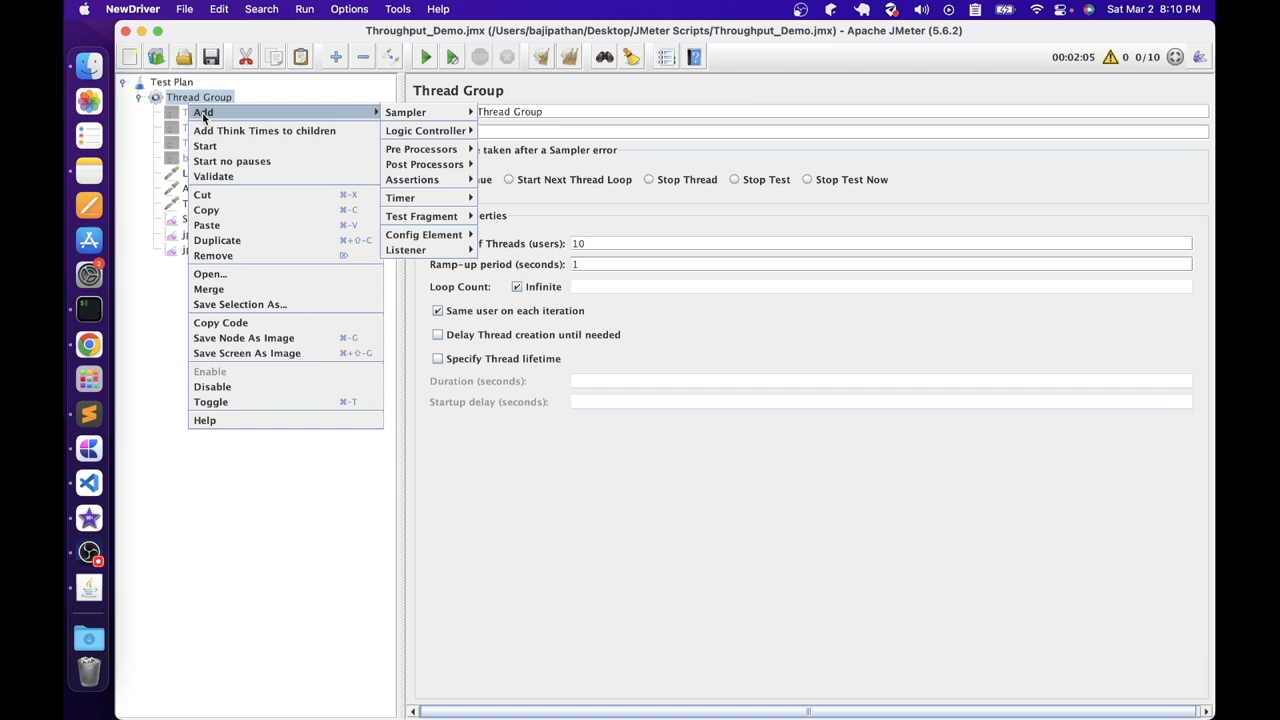 NewDriver File Edit Search Run Options Tools Help Sat Mar 2 8:10 PM
Throughput_Demo.jmx (/Users/bajipathan/Desktop/JMeter Scripts/Throughput_Demo.jmx) - Apache JMeter (5.6.2)
00:02:05 0 0/10
Test Plan
Thread Group
Thread Group
Add
Sampler
Thread Group
Add Think Times to children
Logic Controller
Start
Pre Processors
taken after a Sampler error
Start no pauses
Post Processors
Validate
Assertions
Start Next Thread Loop
Stop Thread
Stop Test
Stop Test Now
Cut ⌘-X
Timer
Copy ⌘-C
Test Fragment
Paste ⌘-V
Config Element
Duplicate ⌘+⇧-C
Threads (users): 10
Remove ⌦
Listener
Ramp-up period (seconds): 1
Open...
Merge
Loop Count: Infinite
Save Selection As...
Same user on each iteration
Copy Code
Delay Thread creation until needed
Save Node As Image ⌘-G
Save Screen As Image ⌘+⇧-G
Specify Thread lifetime
Enable
Duration (seconds):
Disable
Toggle ⌘-T
Startup delay (seconds):
Help
2